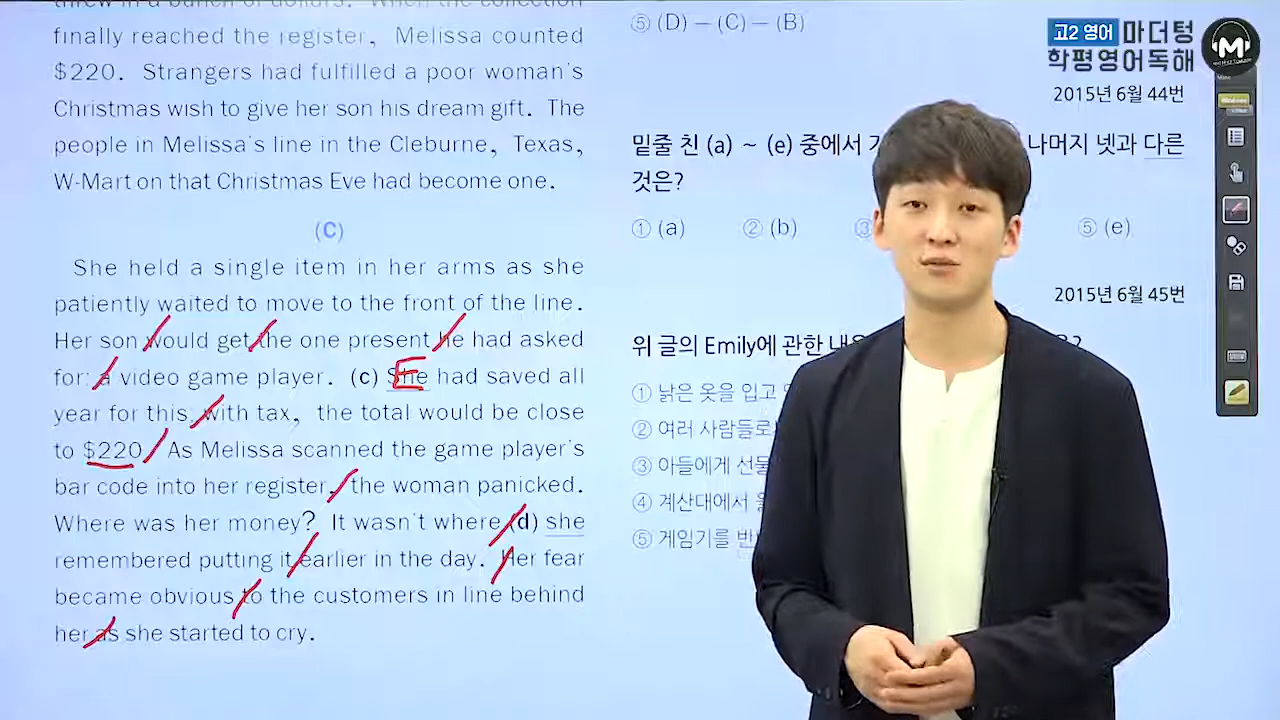 threw in a bunch of dollars. When the collection
finally reached the register, Melissa counted
$220. Strangers had fulfilled a poor woman's
Christmas wish to give her son his dream gift. The
people in Melissa's line in the Cleburne, Texas,
W-Mart on that Christmas Eve had become one.
(C)
She held a single item in her arms as she
patiently waited to move to the front of the line.
Her son would get the one present he had asked
for: a video game player. (c) She had saved all
E
year for this, with tax, the total would be close
to $220. As Melissa scanned the game player's
bar code into her register, the woman panicked.
Where was her money? It wasn't where (d) she
remembered putting it earlier in the day. Her fear
became obvious to the customers in line behind
her as she started to cry.
⑤ (D) － (C) － (B)
2015년 6월 44번
밑줄 친 (a) ~ (e) 중에서 나머지 넷과 다른
것은?
① (a) ② (b) ③ ⑤ (e)
2015년 6월 45번
위 글의 Emily에 관한
① 낡은 옷을 입고
② 여러
③ 아들에게
④ 계산대에서
⑤ 게임기를
고2 영어 마더텅
학평영어독해
M